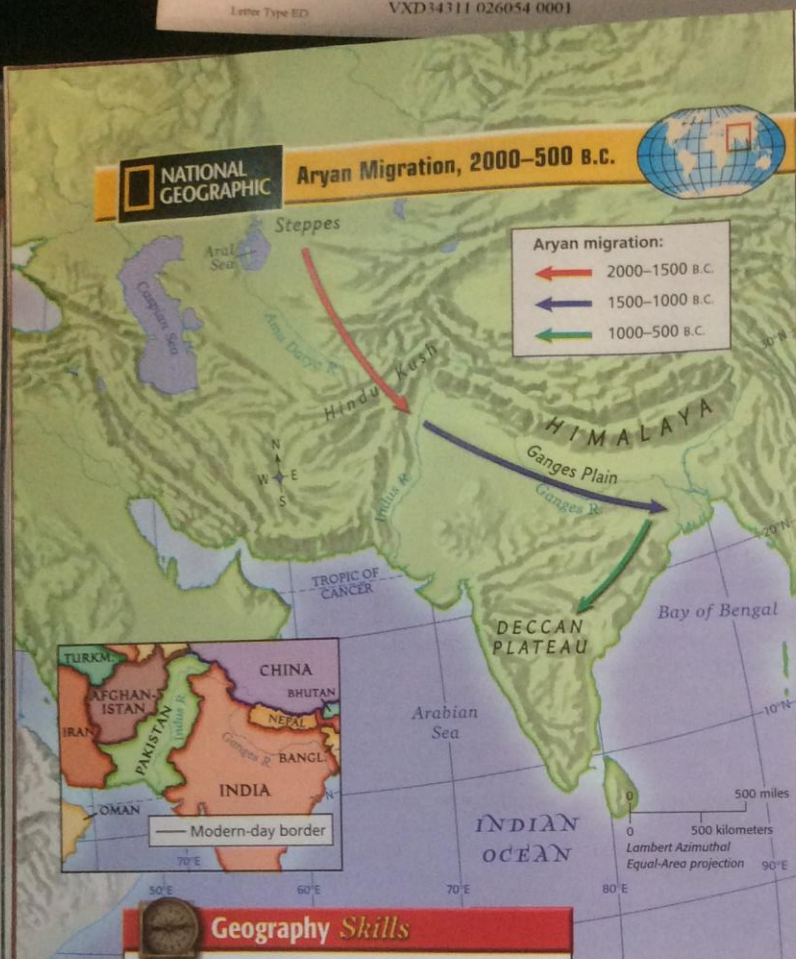 Letter Type ED
VXD34311 026054 0001
NATIONAL
GEOGRAPHIC
Aryan Migration, 2000–500 B.C.
Steppes
Aral
Sea
Caspian Sea
Amu Darya R.
Aryan migration:
2000–1500 B.C.
1500–1000 B.C.
1000–500 B.C.
30°N
Hindu Kush
HIMALAYA
N
W E
S
Ganges Plain
Ganges R.
Indus R.
20°N
TROPIC OF
CANCER
Bay of Bengal
DECCAN
PLATEAU
Arabian
Sea
10°N
TURKM.
CHINA
AFGHAN-
ISTAN
BHUTAN
NEPAL
IRAN
PAKISTAN
Indus R.
Ganges R.
BANGL.
INDIA
OMAN
N
Modern-day border
70°E
0 500 miles
0 500 kilometers
Lambert Azimuthal
Equal-Area projection
INDIAN
OCEAN
50°E 60°E 70°E 80°E 90°E
Geography Skills